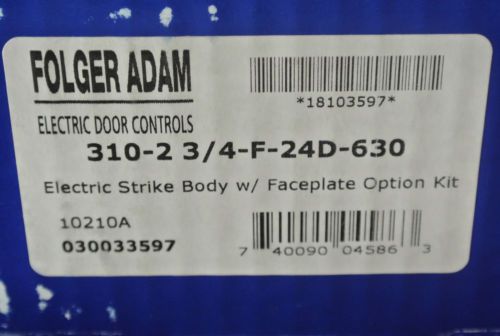 FOLGER ADAM
ELECTRIC DOOR CONTROLS
*18103597*
310-2 3/4-F-24D-630
Electric Strike Body w/ Faceplate Option Kit
10210A
030033597
7 40090 04586 3